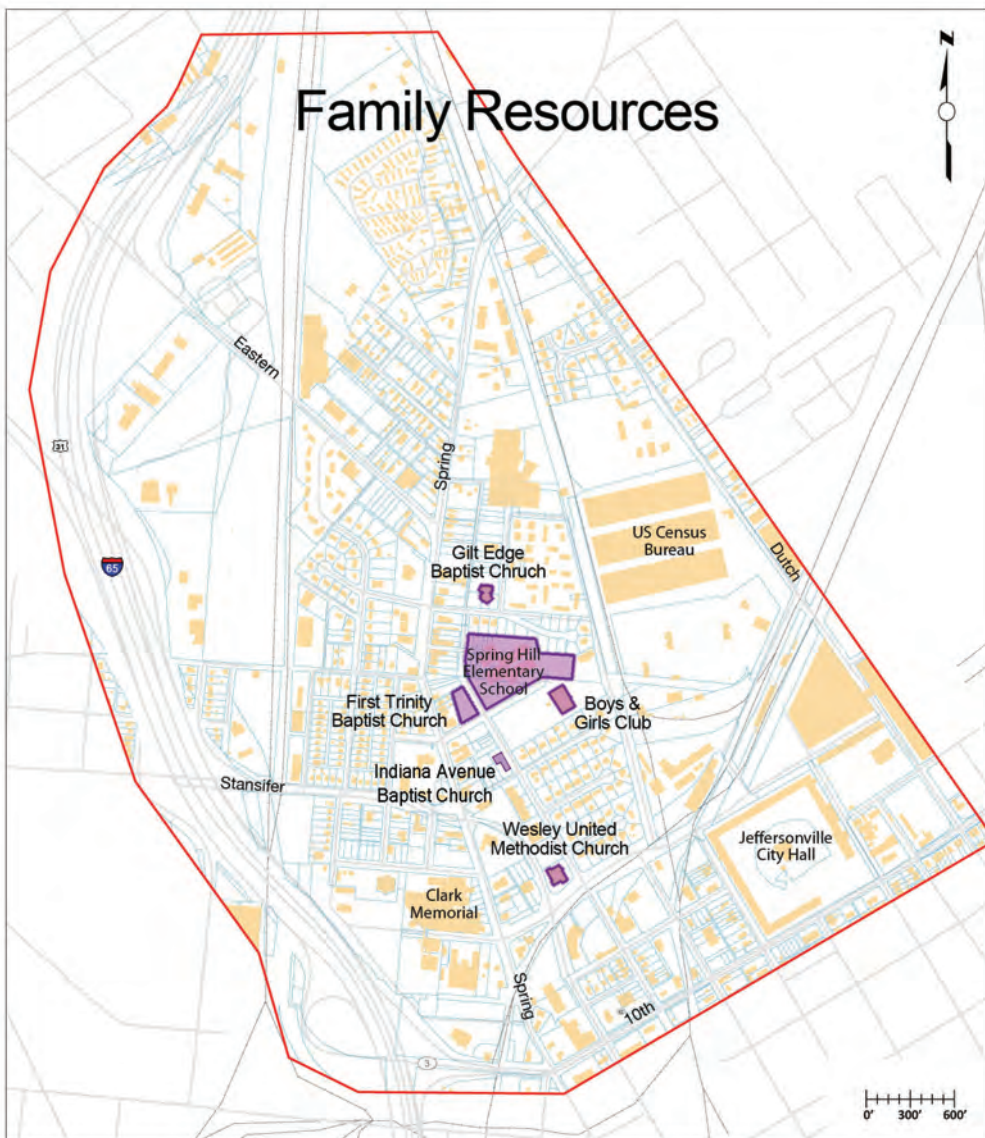 Z
Family Resources
Eastern
Spring
21
65
US Census
Bureau
Dutch
Gilt Edge
Baptist Chruch
Spring Hill
Elementary
School
First Trinity
Baptist Church
Boys &
Girls Club
Indiana Avenue
Baptist Church
Stansifer
Wesley United
Methodist Church
Jeffersonville
City Hall
Clark
Memorial
Spring
10th
3
0' 300' 600'